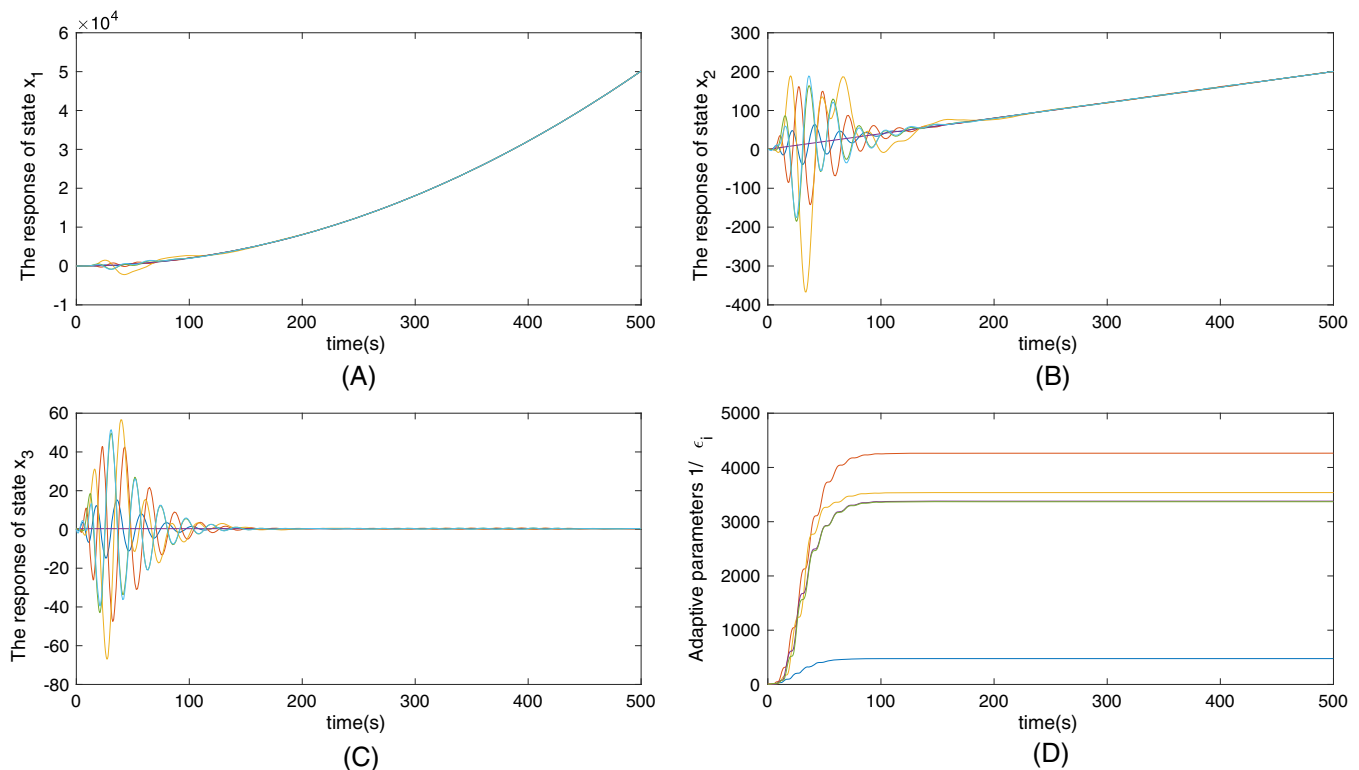 ×10⁴
6
5
4
3
2
1
0
-1
The response of state x₁
0 100 200 300 400 500
time(s)
(A)
300
200
100
0
-100
-200
-300
-400
The response of state x₂
0 100 200 300 400 500
time(s)
(B)
60
40
20
0
-20
-40
-60
-80
The response of state x₃
0 100 200 300 400 500
time(s)
(C)
5000
4000
3000
2000
1000
0
Adaptive parameters 1/ ϵᵢ
0 100 200 300 400 500
time(s)
(D)